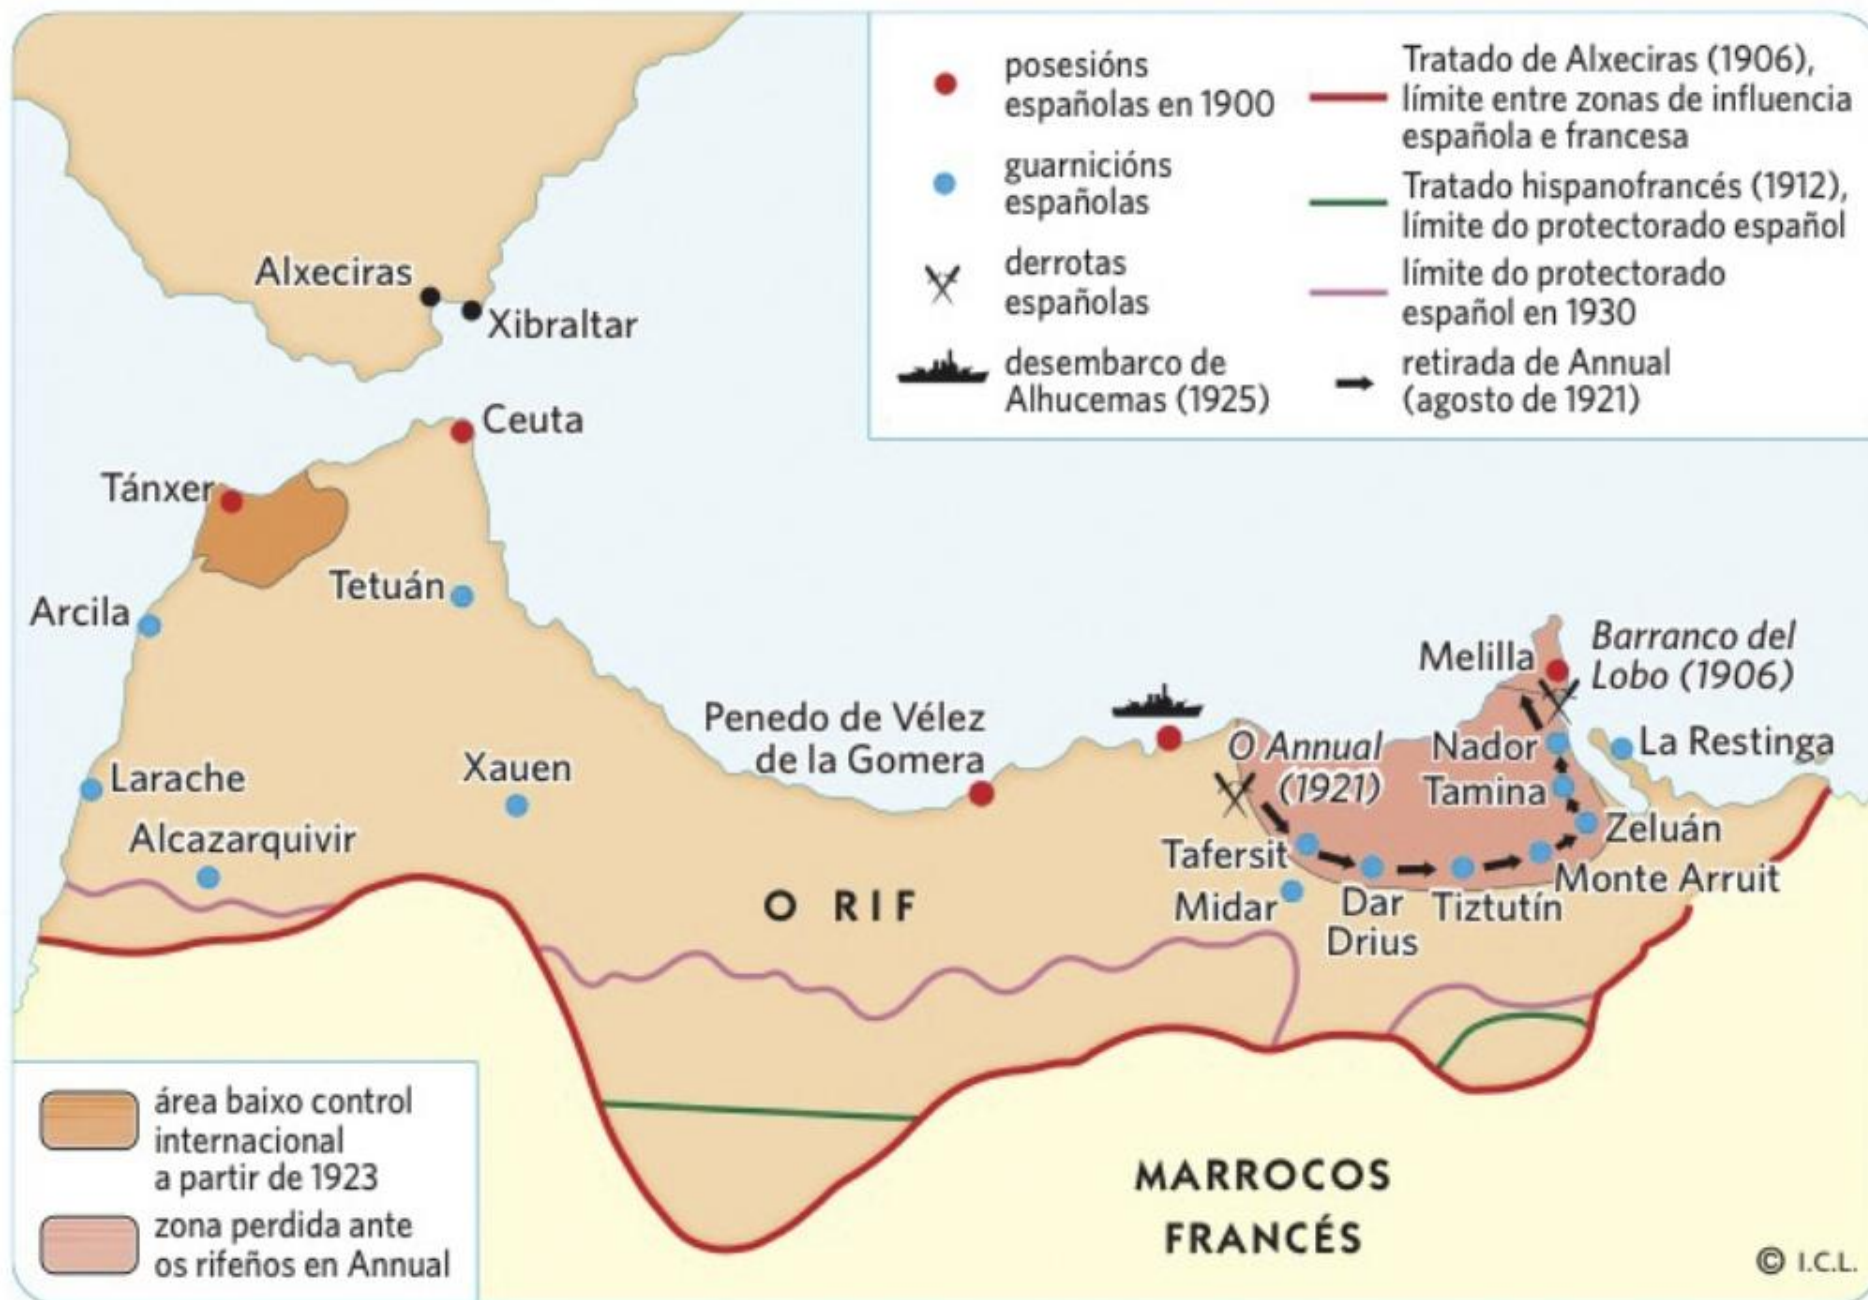 posesións
españolas en 1900
guarnicións
españolas
derrotas
españolas
desembarco de
Alhucemas (1925)
Tratado de Alxeciras (1906),
límite entre zonas de influencia
española e francesa
Tratado hispanofrancés (1912),
límite do protectorado español
límite do protectorado
español en 1930
retirada de Annual
(agosto de 1921)
Alxeciras
Xibraltar
Ceuta
Tánxer
Tetuán
Arcila
Larache
Xauen
Alcazarquivir
Penedo de Vélez
de la Gomera
O Annual
(1921)
Melilla
Barranco del
Lobo (1906)
Nador
La Restinga
Tamina
Zeluán
Tafersit
Monte Arruit
Midar
Dar
Drius
Tiztutín
O RIF
MARROCOS
FRANCÉS
área baixo control
internacional
a partir de 1923
zona perdida ante
os rifeños en Annual
© I.C.L.